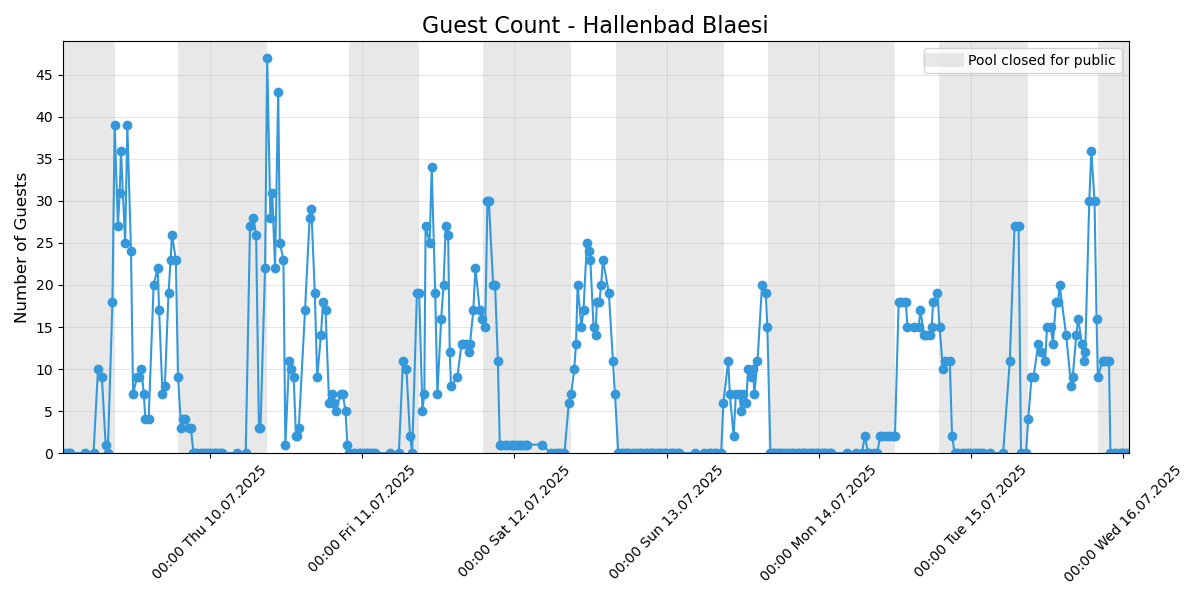 Guest Count - Hallenbad Blaesi
Pool closed for public
Number of Guests
45
40
35
30
25
20
15
10
5
0
00:00 Thu 10.07.2025
00:00 Fri 11.07.2025
00:00 Sat 12.07.2025
00:00 Sun 13.07.2025
00:00 Mon 14.07.2025
00:00 Tue 15.07.2025
00:00 Wed 16.07.2025